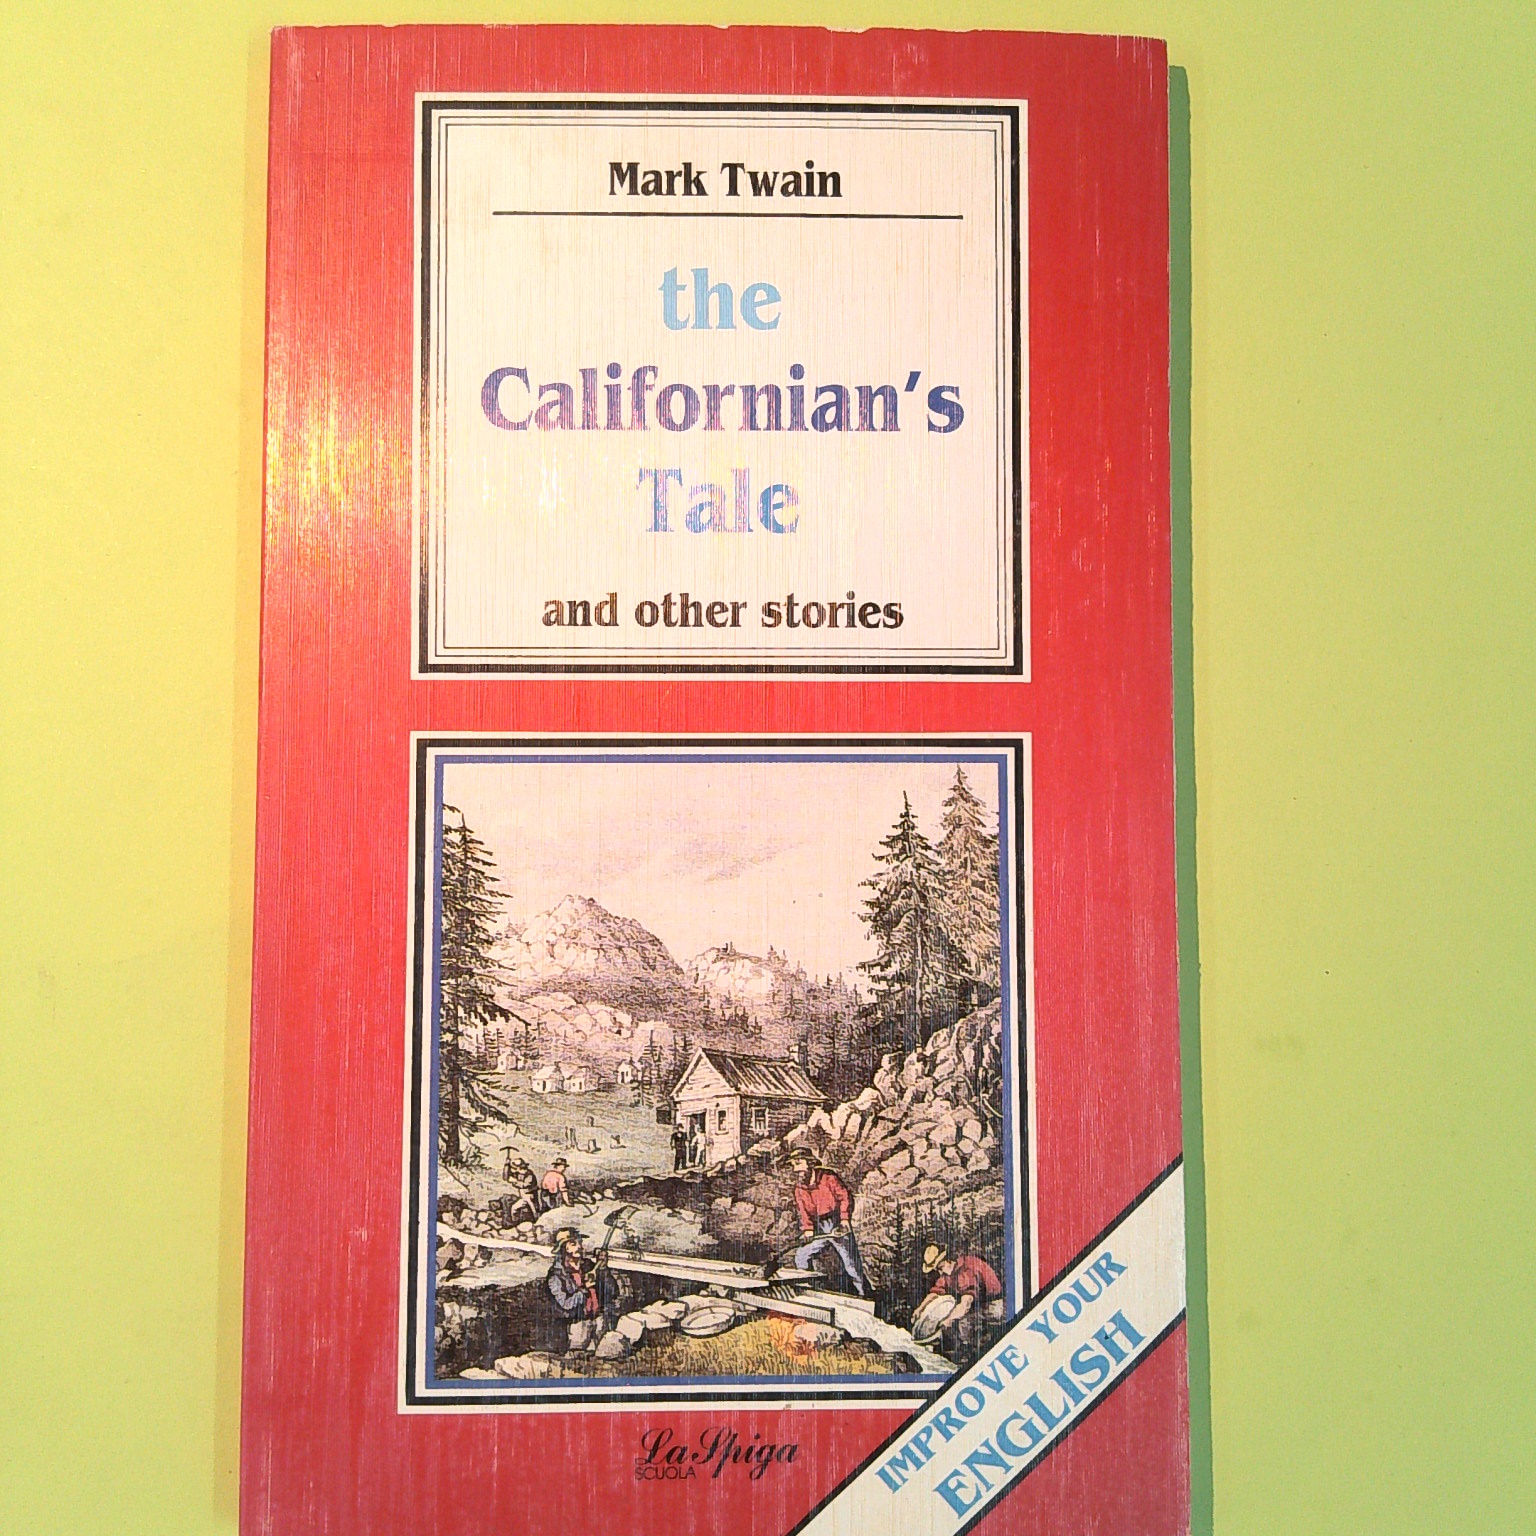 Mark Twain
the
Californian's
Tale
and other stories
IMPROVE YOUR
ENGLISH
La Spiga
SCUOLA